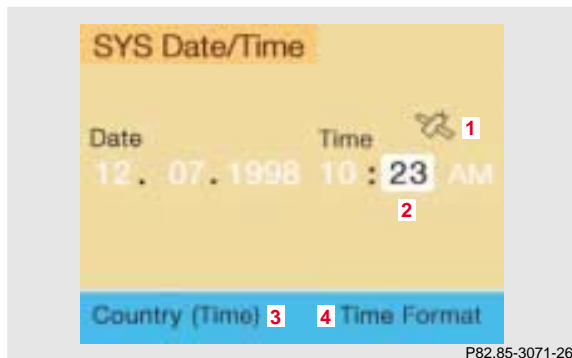 SYS Date/Time
1
Date Time
12. 07. 1998 10 : 23 AM
2
Country (Time) 3 4 Time Format
P82.85-3071-26